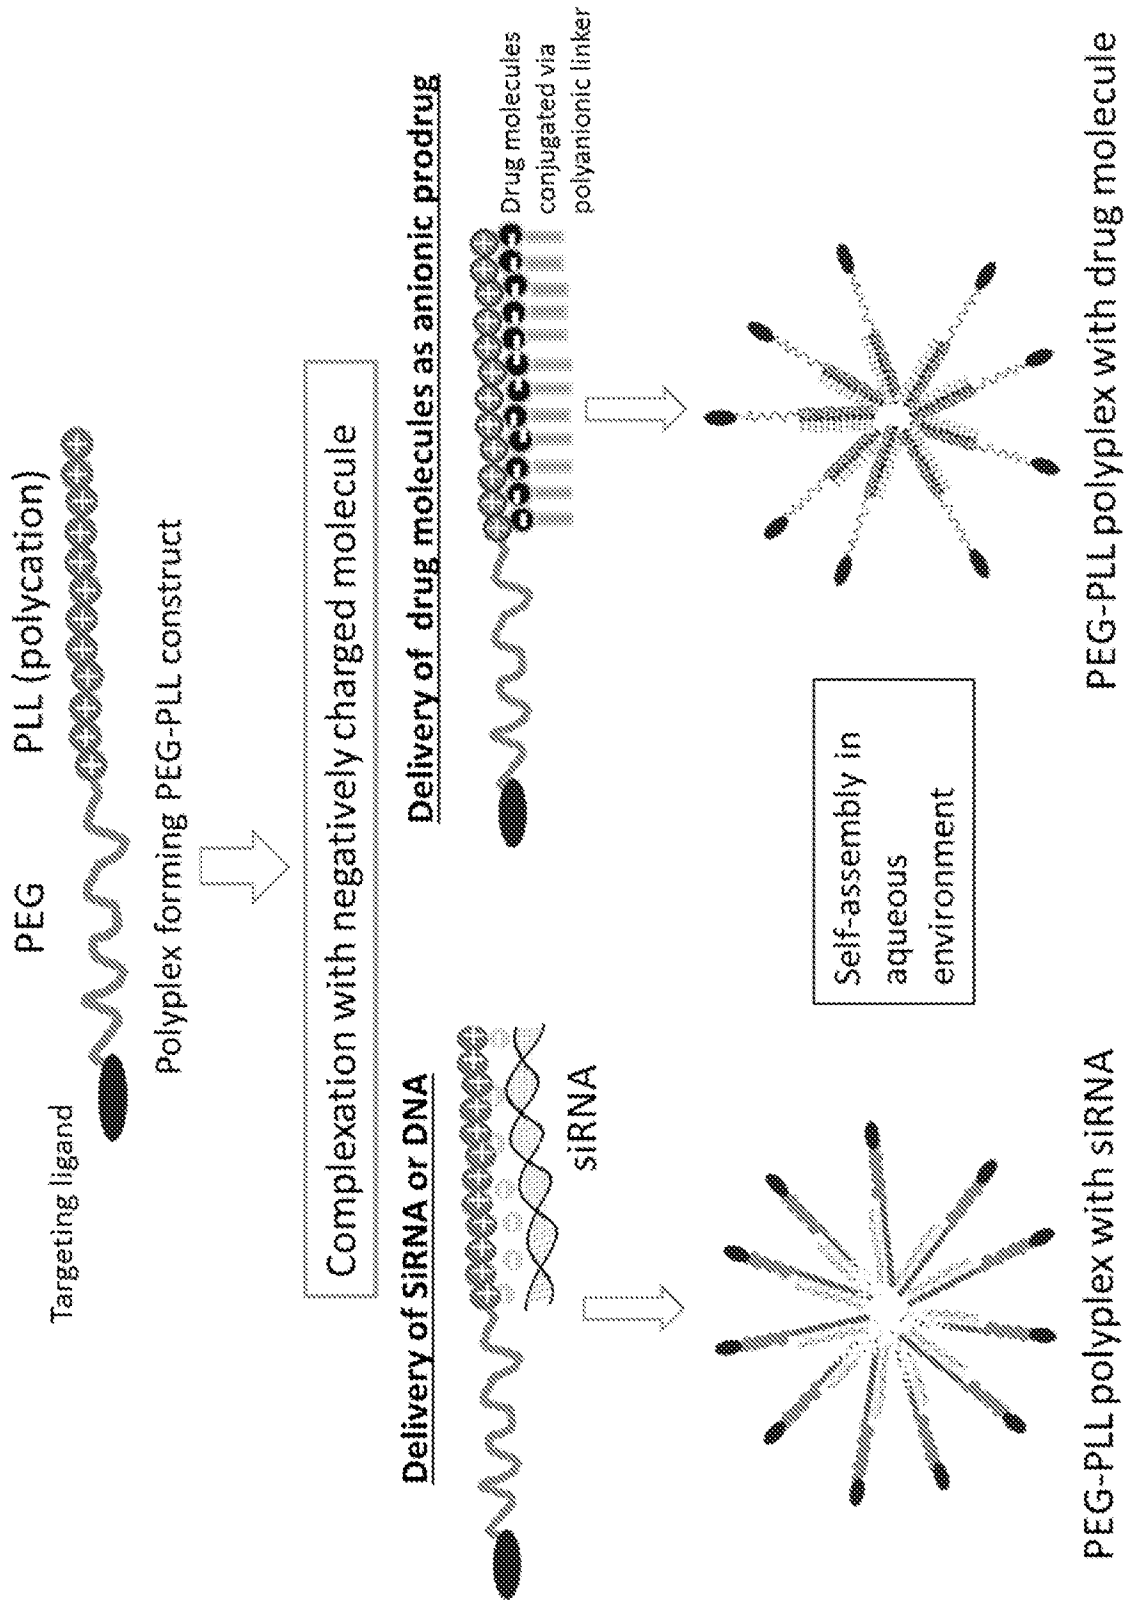 PEG
PLL (polycation)
Targeting ligand
Polyplex forming PEG-PLL construct
Complexation with negatively charged molecule
Delivery of SiRNA or DNA
Delivery of drug molecules as anionic prodrug
siRNA
Drug molecules
conjugated via
polyanionic linker
Self-assembly in
aqueous
environment
PEG-PLL polyplex with siRNA
PEG-PLL polyplex with drug molecule